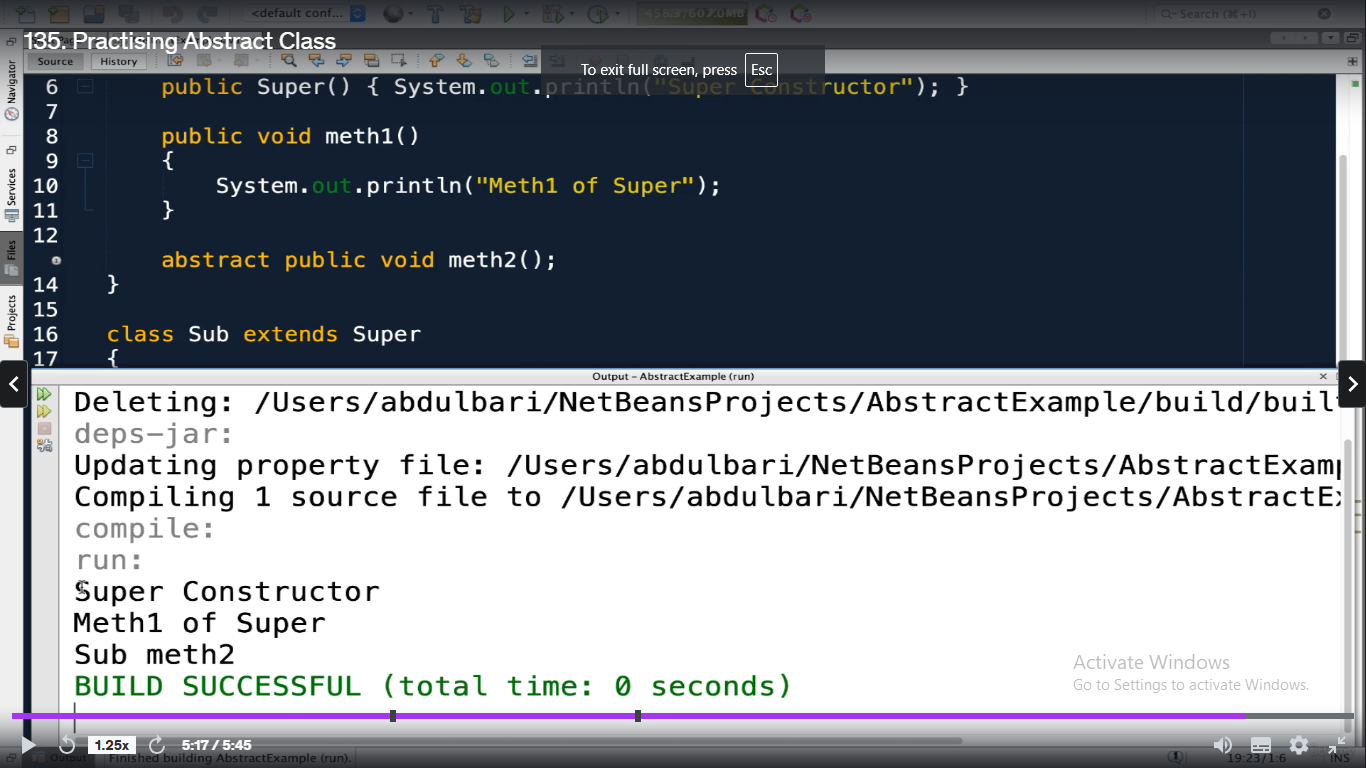 <default conf...
458.3/607.0MB
Search (⌘+I)
135. Practising Abstract Class
Source
History
To exit full screen, press Esc
Navigator
Services
Files
Projects
6 public Super() { System.out.println("Super Constructor"); }
7
8 public void meth1()
9 {
10 System.out.println("Meth1 of Super");
11 }
12
abstract public void meth2();
14 }
15
16 class Sub extends Super
17 {
Output - AbstractExample (run)
Deleting: /Users/abdulbari/NetBeansProjects/AbstractExample/build/buil
deps-jar:
Updating property file: /Users/abdulbari/NetBeansProjects/AbstractExam
Compiling 1 source file to /Users/abdulbari/NetBeansProjects/AbstractE
compile:
run:
Super Constructor
Meth1 of Super
Sub meth2
BUILD SUCCESSFUL (total time: 0 seconds)
Activate Windows
Go to Settings to activate Windows.
1.25x
5:17 / 5:45
Output
Finished building AbstractExample (run).
19:23/1:6
INS